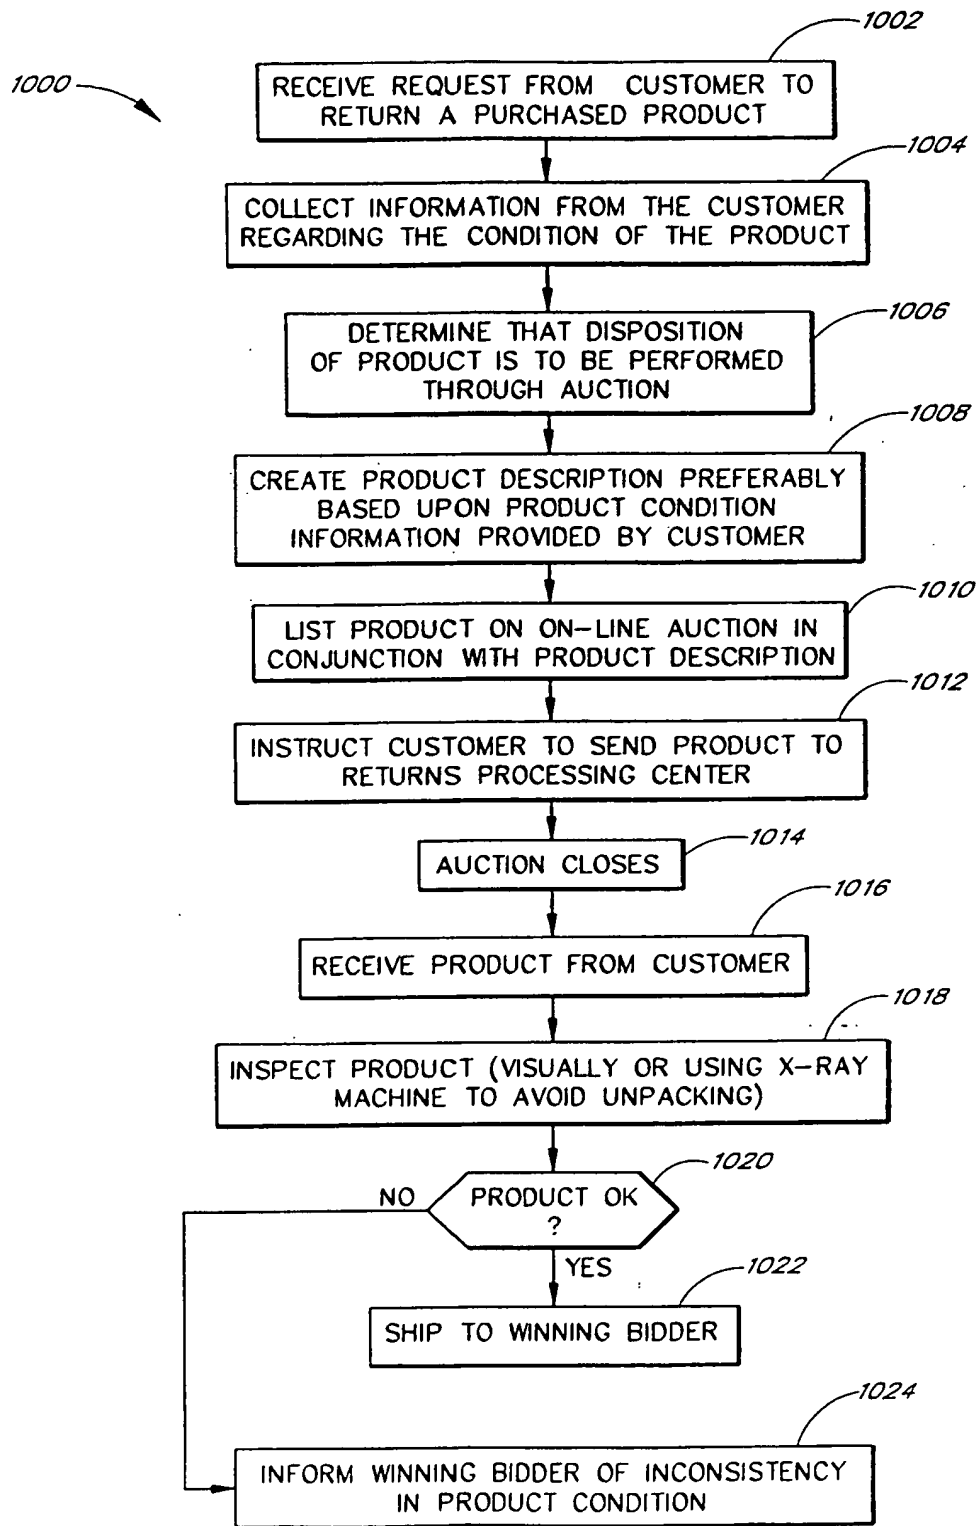 1002
1000
RECEIVE REQUEST FROM CUSTOMER TO
RETURN A PURCHASED PRODUCT
1004
COLLECT INFORMATION FROM THE CUSTOMER
REGARDING THE CONDITION OF THE PRODUCT
1006
DETERMINE THAT DISPOSITION
OF PRODUCT IS TO BE PERFORMED
THROUGH AUCTION
1008
CREATE PRODUCT DESCRIPTION PREFERABLY
BASED UPON PRODUCT CONDITION
INFORMATION PROVIDED BY CUSTOMER
1010
LIST PRODUCT ON ON-LINE AUCTION IN
CONJUNCTION WITH PRODUCT DESCRIPTION
1012
INSTRUCT CUSTOMER TO SEND PRODUCT TO
RETURNS PROCESSING CENTER
1014
AUCTION CLOSES
1016
RECEIVE PRODUCT FROM CUSTOMER
1018
INSPECT PRODUCT (VISUALLY OR USING X-RAY
MACHINE TO AVOID UNPACKING)
1020
NO
PRODUCT OK
?
YES
1022
SHIP TO WINNING BIDDER
1024
INFORM WINNING BIDDER OF INCONSISTENCY
IN PRODUCT CONDITION